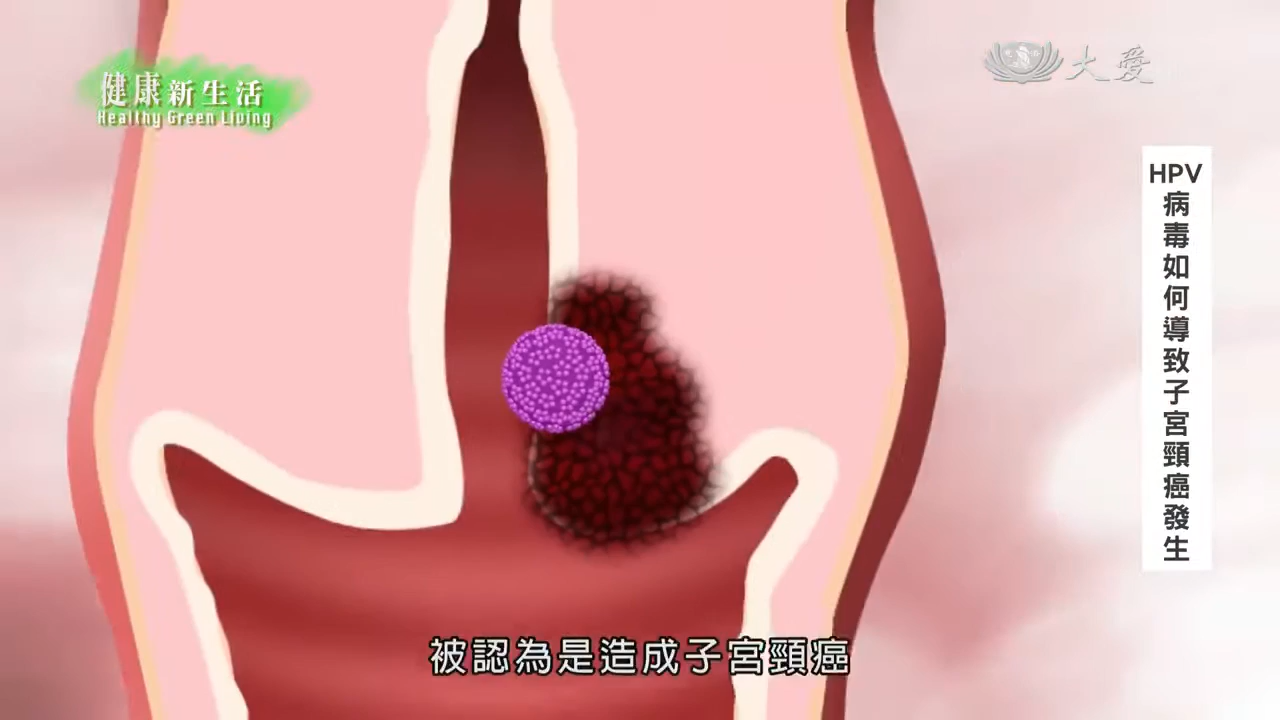 健康新生活
Healthy Green Living
大愛
HPV病毒如何導致子宮頸癌發生
被認為是造成子宮頸癌